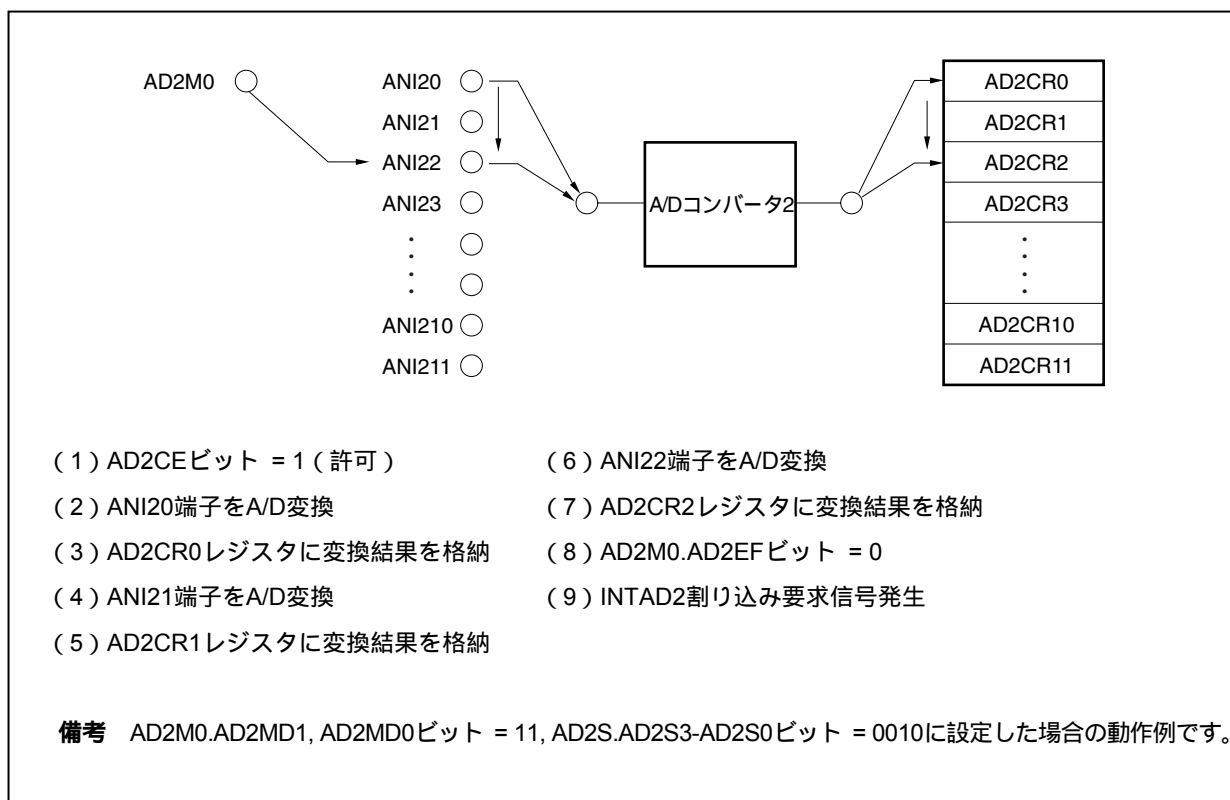 AD2M0
ANI20
ANI21
ANI22
ANI23
ANI210
ANI211
A/Dコンバータ2
AD2CR0
AD2CR1
AD2CR2
AD2CR3
AD2CR10
AD2CR11
(1)AD2CEビット = 1(許可)
(2)ANI20端子をA/D変換
(3)AD2CR0レジスタに変換結果を格納
(4)ANI21端子をA/D変換
(5)AD2CR1レジスタに変換結果を格納
(6)ANI22端子をA/D変換
(7)AD2CR2レジスタに変換結果を格納
(8)AD2M0.AD2EFビット = 0
(9)INTAD2割り込み要求信号発生
備考 AD2M0.AD2MD1, AD2MD0ビット = 11, AD2S.AD2S3-AD2S0ビット = 0010に設定した場合の動作例です。